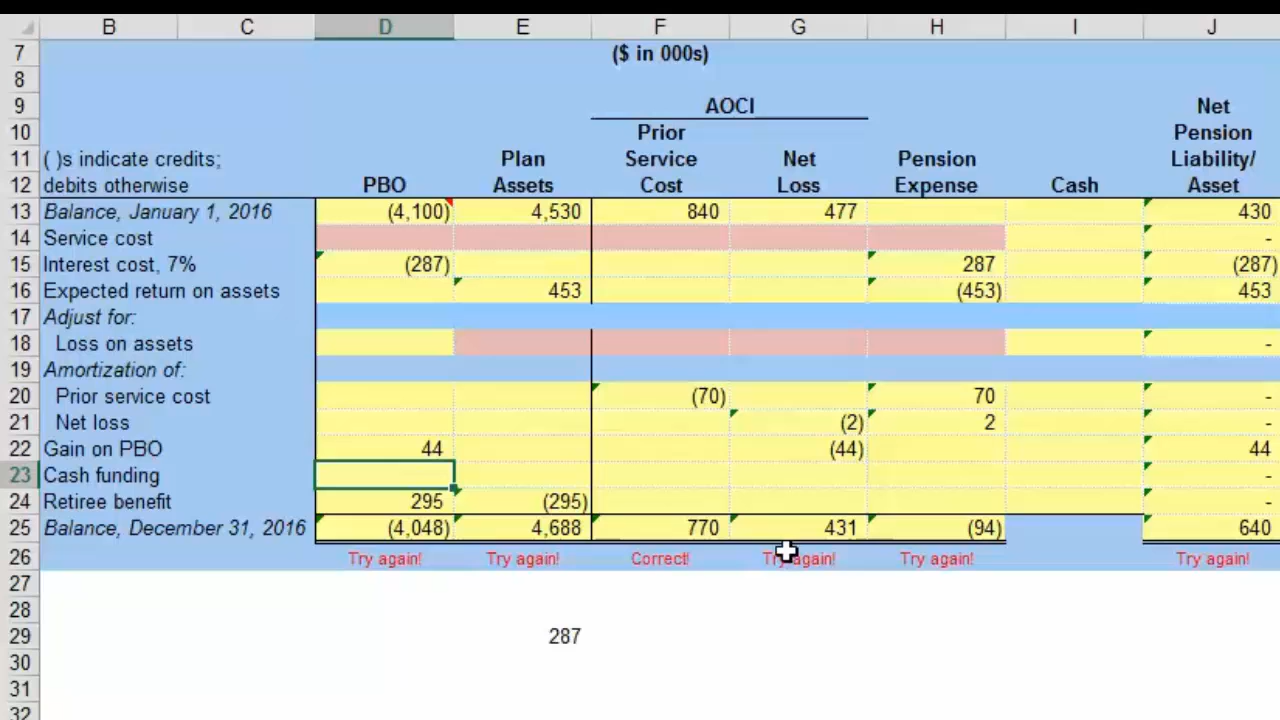 B C D E F G H I J
7 ($ in 000s)
8
9 AOCI Net
10 Prior Pension
11 ( )s indicate credits; Plan Service Net Pension Liability/
12 debits otherwise PBO Assets Cost Loss Expense Cash Asset
13 Balance, January 1, 2016 (4,100) 4,530 840 477 430
14 Service cost -
15 Interest cost, 7% (287) 287 (287)
16 Expected return on assets 453 (453) 453
17 Adjust for:
18 Loss on assets -
19 Amortization of:
20 Prior service cost (70) 70 -
21 Net loss (2) 2 -
22 Gain on PBO 44 (44) 44
23 Cash funding -
24 Retiree benefit 295 (295) -
25 Balance, December 31, 2016 (4,048) 4,688 770 431 (94) 640
26 Try again! Try again! Correct! Try again! Try again! Try again!
27
28
29 287
30
31
32